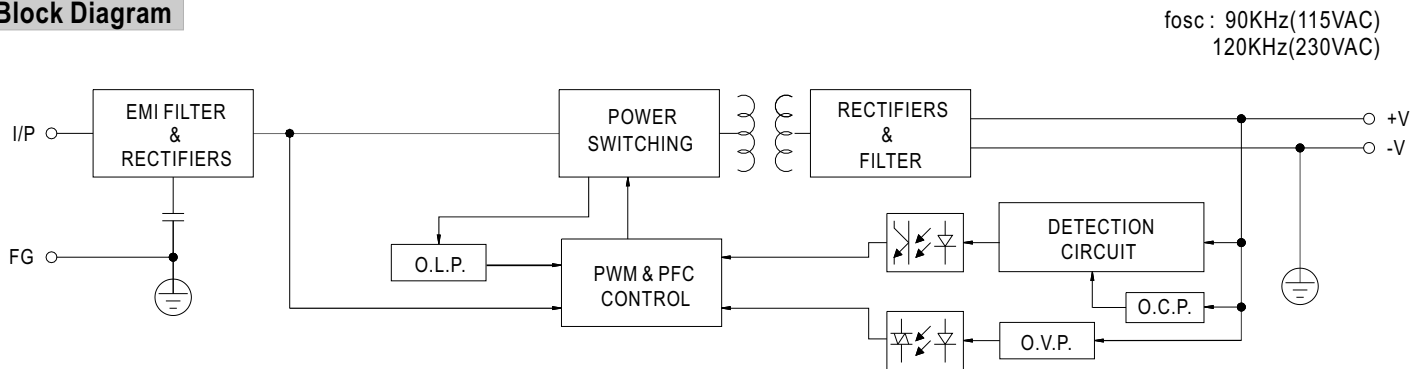 Block Diagram
fosc : 90KHz(115VAC)
120KHz(230VAC)
I/P
EMI FILTER
&
RECTIFIERS
POWER
SWITCHING
RECTIFIERS
&
FILTER
+V
-V
FG
O.L.P.
PWM & PFC
CONTROL
DETECTION
CIRCUIT
O.C.P.
O.V.P.